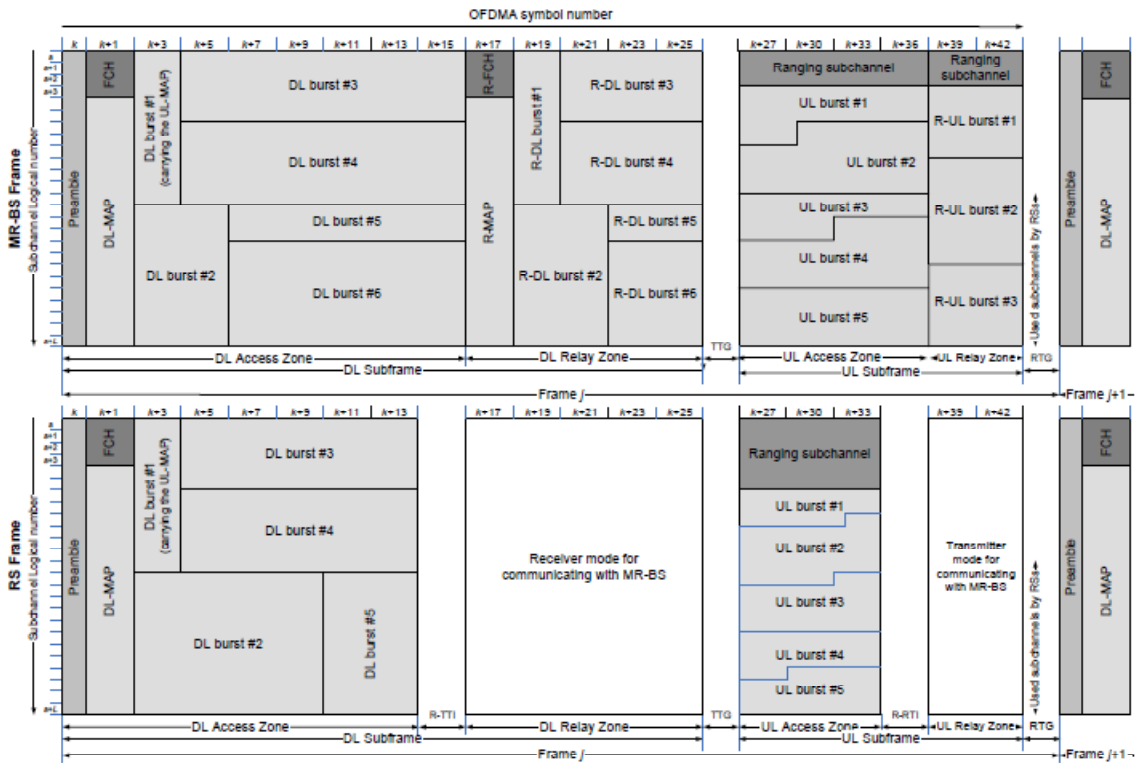 OFDMA symbol number
k k+1 k+3 k+5 k+7 k+9 k+11 k+13 k+15 k+17 k+19 k+21 k+23 k+25 k+27 k+30 k+33 k+36 k+39 k+42
MR-BS Frame
Subchannel Logical number
Preamble
FCH
DL-MAP
DL burst #1
(carrying the UL-MAP)
DL burst #2
DL burst #3
DL burst #4
DL burst #5
DL burst #6
R-FCH
R-MAP
R-DL burst #1
R-DL burst #2
R-DL burst #3
R-DL burst #4
R-DL burst #5
R-DL burst #6
Ranging subchannel
UL burst #1
UL burst #2
UL burst #3
UL burst #4
UL burst #5
Ranging
subchannel
R-UL burst #1
R-UL burst #2
R-UL burst #3
Used subchannels by RSs
Preamble
FCH
DL-MAP
DL Access Zone
DL Relay Zone
TTG
UL Access Zone
UL Relay Zone
RTG
DL Subframe
UL Subframe
Frame j
Frame j+1
k k+1 k+3 k+5 k+7 k+9 k+11 k+13 k+17 k+19 k+21 k+23 k+25 k+27 k+30 k+33 k+39 k+42
RS Frame
Subchannel Logical number
Preamble
FCH
DL-MAP
DL burst #1
(carrying the UL-MAP)
DL burst #2
DL burst #3
DL burst #4
DL burst #5
Receiver mode for
communicating with MR-BS
Ranging subchannel
UL burst #1
UL burst #2
UL burst #3
UL burst #4
UL burst #5
Transmitter
mode for
communicating
with MR-BS
Used subchannels by RSs
Preamble
FCH
DL-MAP
DL Access Zone
R-TTI
DL Relay Zone
TTG
UL Access Zone
R-RTI
UL Relay Zone
RTG
DL Subframe
UL Subframe
Frame j
Frame j+1